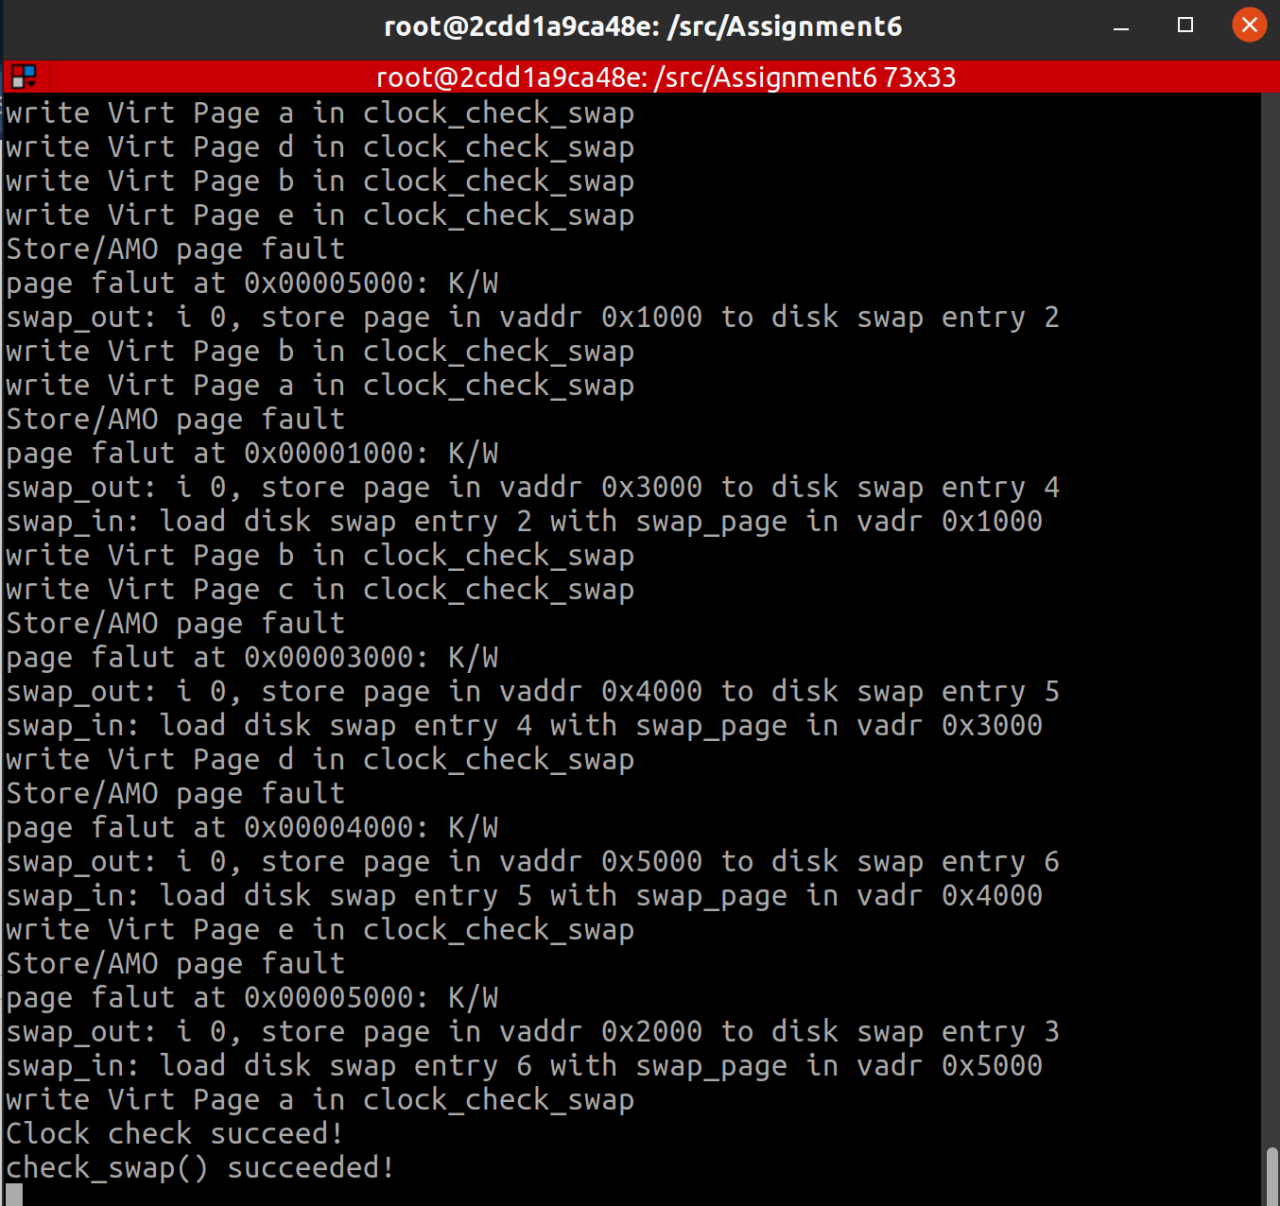 root@2cdd1a9ca48e: /src/Assignment6
root@2cdd1a9ca48e: /src/Assignment6 73x33
write Virt Page a in clock_check_swap
write Virt Page d in clock_check_swap
write Virt Page b in clock_check_swap
write Virt Page e in clock_check_swap
Store/AMO page fault
page falut at 0x00005000: K/W
swap_out: i 0, store page in vaddr 0x1000 to disk swap entry 2
write Virt Page b in clock_check_swap
write Virt Page a in clock_check_swap
Store/AMO page fault
page falut at 0x00001000: K/W
swap_out: i 0, store page in vaddr 0x3000 to disk swap entry 4
swap_in: load disk swap entry 2 with swap_page in vadr 0x1000
write Virt Page b in clock_check_swap
write Virt Page c in clock_check_swap
Store/AMO page fault
page falut at 0x00003000: K/W
swap_out: i 0, store page in vaddr 0x4000 to disk swap entry 5
swap_in: load disk swap entry 4 with swap_page in vadr 0x3000
write Virt Page d in clock_check_swap
Store/AMO page fault
page falut at 0x00004000: K/W
swap_out: i 0, store page in vaddr 0x5000 to disk swap entry 6
swap_in: load disk swap entry 5 with swap_page in vadr 0x4000
write Virt Page e in clock_check_swap
Store/AMO page fault
page falut at 0x00005000: K/W
swap_out: i 0, store page in vaddr 0x2000 to disk swap entry 3
swap_in: load disk swap entry 6 with swap_page in vadr 0x5000
write Virt Page a in clock_check_swap
Clock check succeed!
check_swap() succeeded!